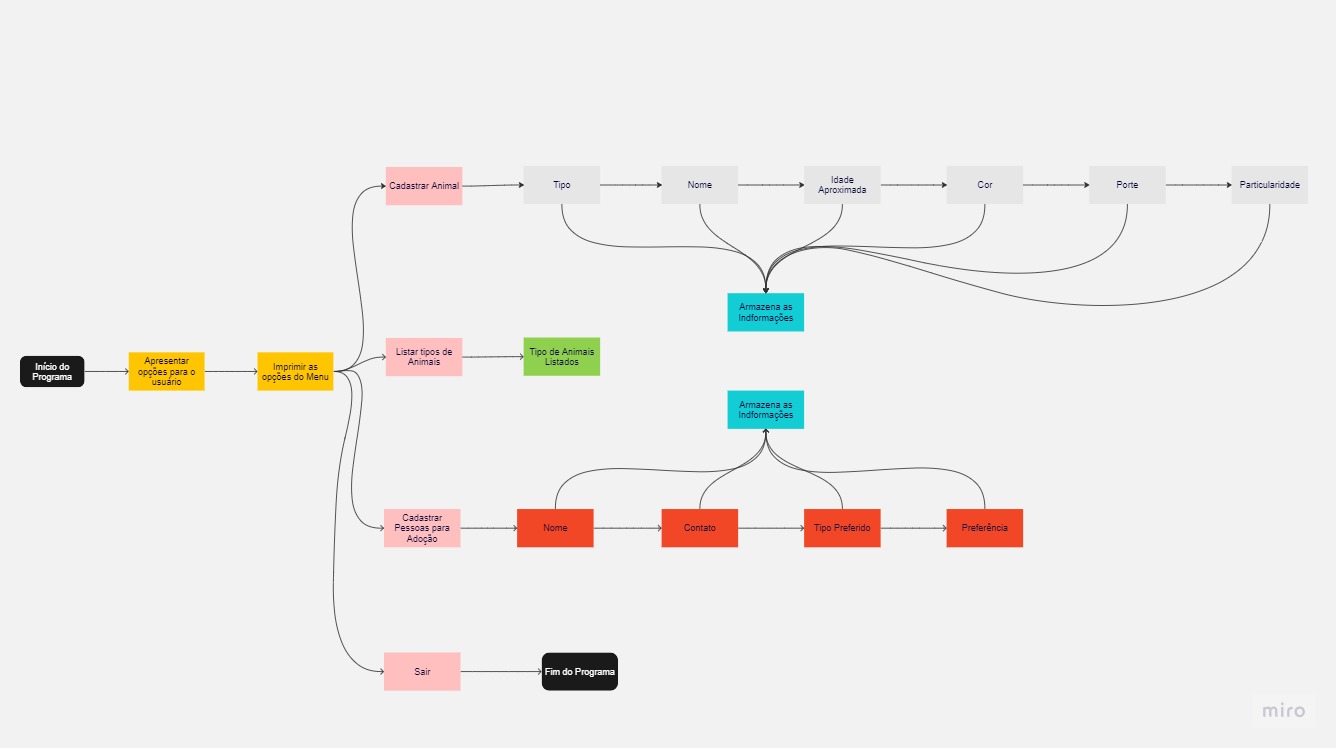 Cadastrar Animal
Tipo
Nome
Idade
Aproximada
Cor
Porte
Particularidade
Armazena as
Indformações
Início do
Programa
Apresentar
opções para o
usuário
Imprimir as
opções do Menu
Listar tipos de
Animais
Tipo de Animais
Listados
Armazena as
Indformações
Cadastrar
Pessoas para
Adoção
Nome
Contato
Tipo Preferido
Preferência
Sair
Fim do Programa
miro